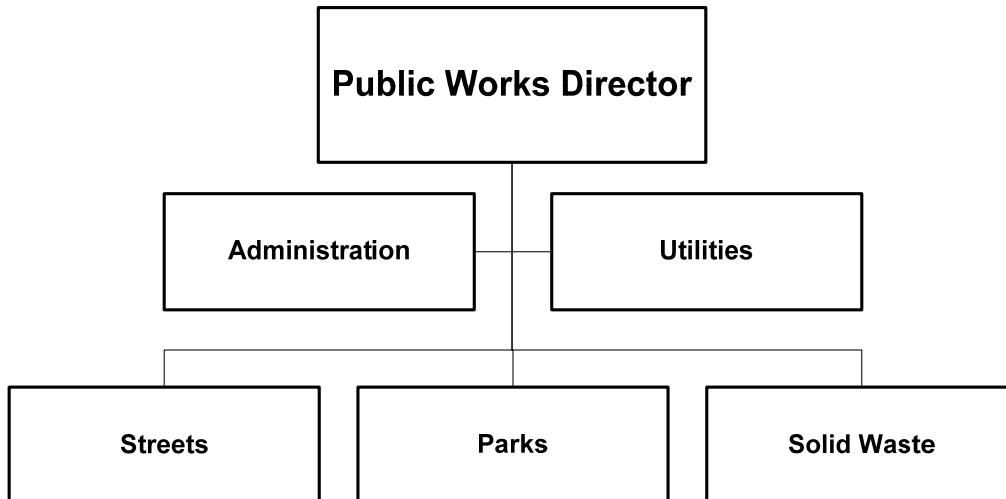 Public Works Director
Administration
Utilities
Streets
Parks
Solid Waste